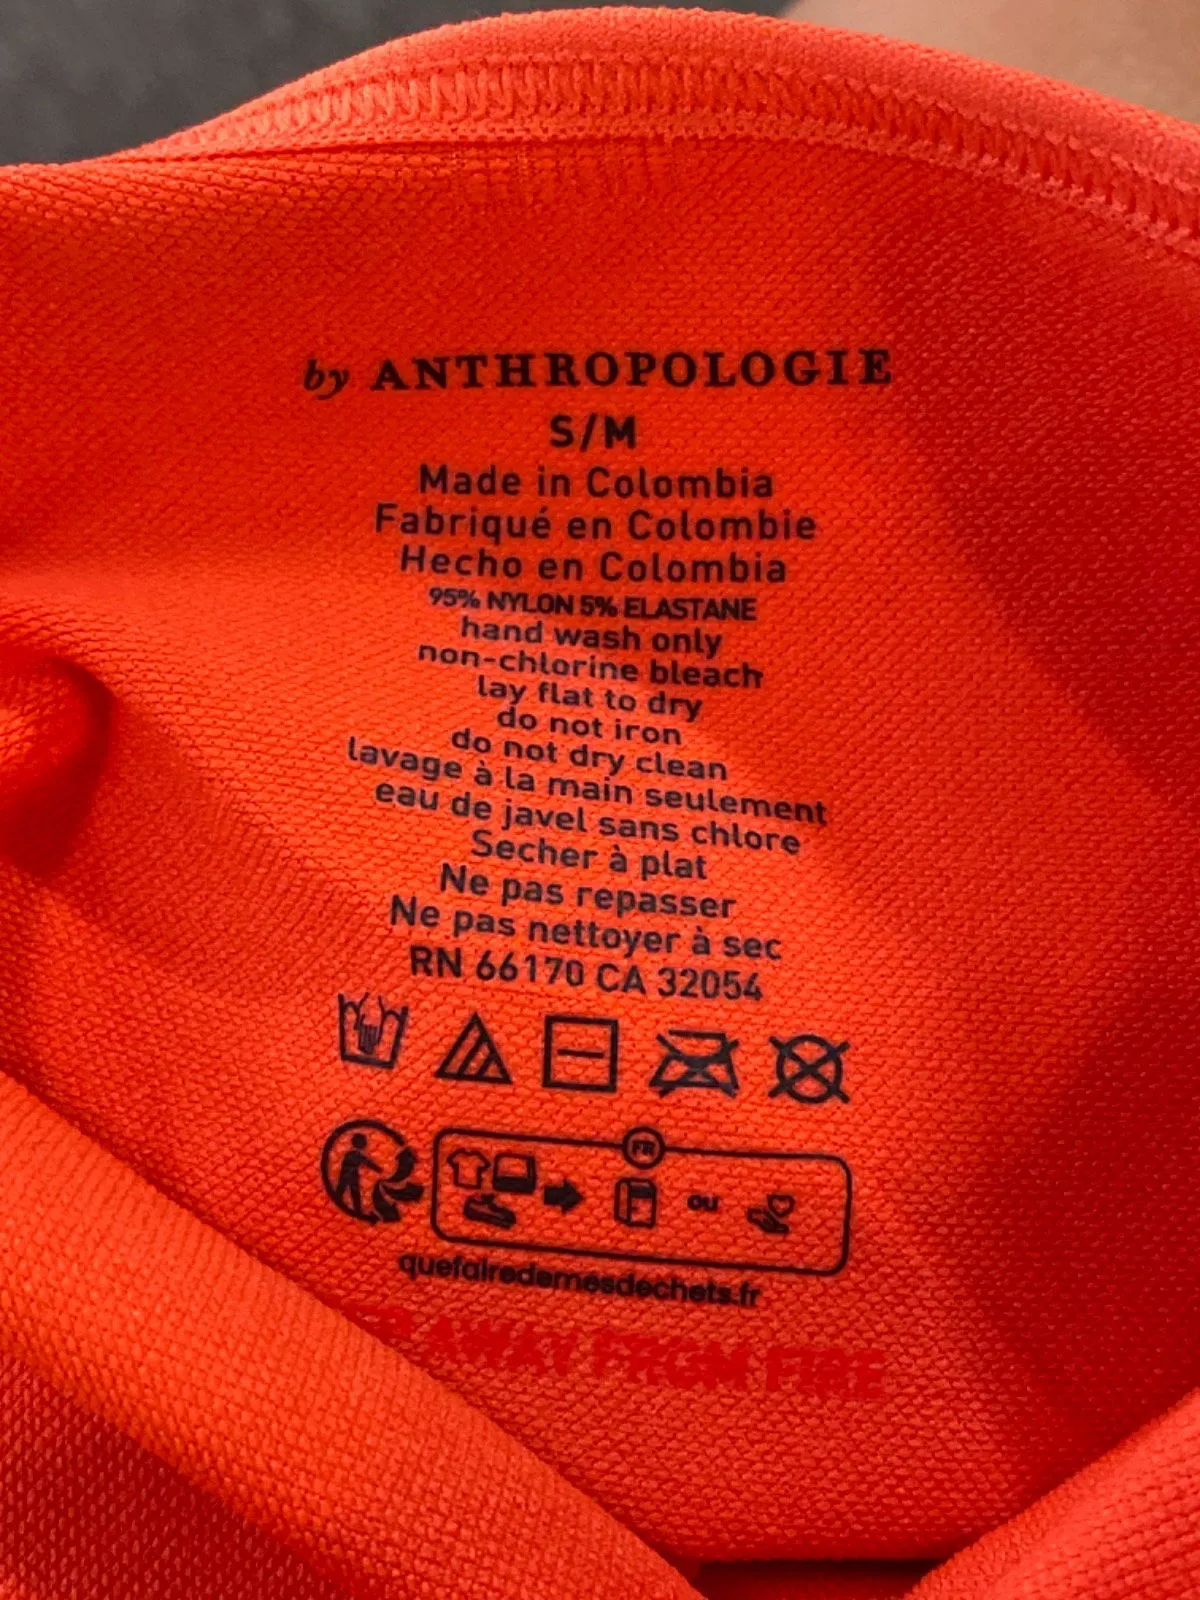 by ANTHROPOLOGIE
S/M
Made in Colombia
Fabriqué en Colombie
Hecho en Colombia
95% NYLON 5% ELASTANE
hand wash only
non-chlorine bleach
lay flat to dry
do not iron
do not dry clean
lavage à la main seulement
eau de javel sans chlore
Secher à plat
Ne pas repasser
Ne pas nettoyer à sec
RN 66170 CA 32054
FR
ou
quefairedemesdechets.fr
AWAY FROM FIRE